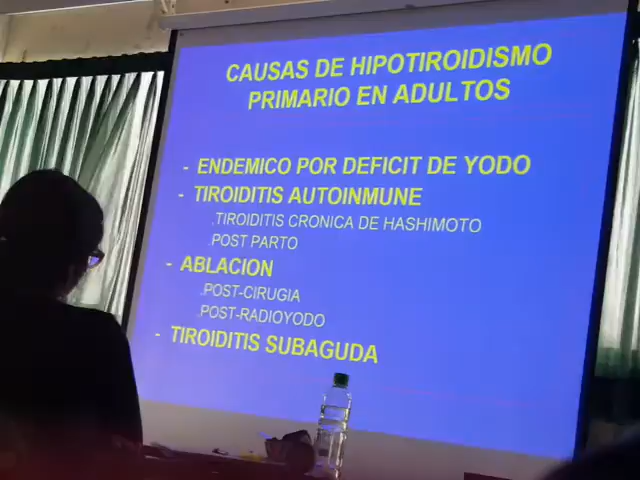 CAUSAS DE HIPOTIROIDISMO
PRIMARIO EN ADULTOS
- ENDEMICO POR DEFICIT DE YODO
- TIROIDITIS AUTOINMUNE
.TIROIDITIS CRONICA DE HASHIMOTO
.POST PARTO
- ABLACION
.POST-CIRUGIA
.POST-RADIOYODO
- TIROIDITIS SUBAGUDA